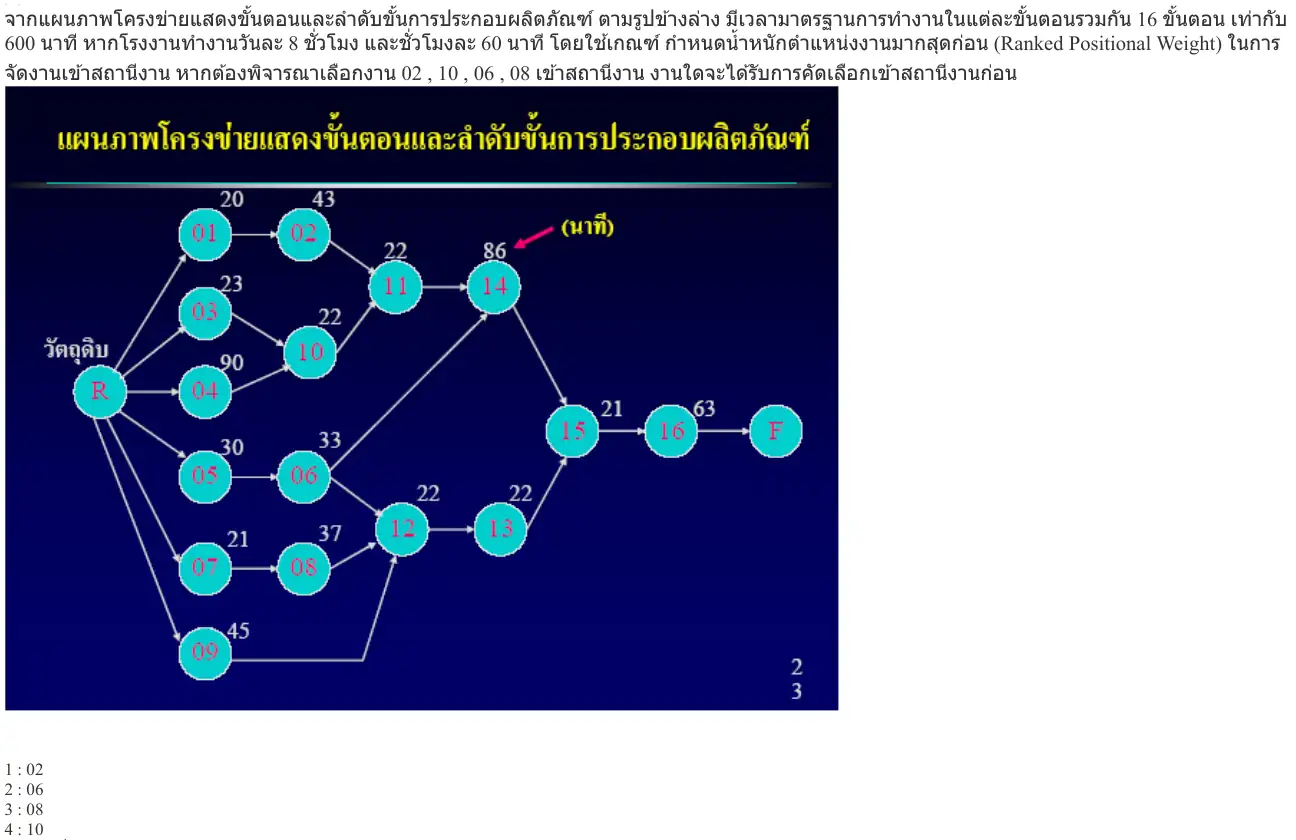 จากแผนภาพโครงข่ายแสดงขั้นตอนและลำดับขั้นการประกอบผลิตภัณฑ์ ตามรูปข้างล่าง มีเวลามาตรฐานการทำงานในแต่ละขั้นตอนรวมกัน 16 ขั้นตอน เท่ากับ
600 นาที หากโรงงานทำงานวันละ 8 ชั่วโมง และชั่วโมงละ 60 นาที โดยใช้เกณฑ์ กำหนดน้ำหนักตำแหน่งงานมากสุดก่อน (Ranked Positional Weight) ในการ
จัดงานเข้าสถานีงาน หากต้องพิจารณาเลือกงาน 02 , 10 , 06 , 08 เข้าสถานีงาน งานใดจะได้รับการคัดเลือกเข้าสถานีงานก่อน
แผนภาพโครงข่ายแสดงขั้นตอนและลำดับขั้นการประกอบผลิตภัณฑ์
20 43
01 02 (นาที)
22 86
23 11 14
03 22
วัตถุดิบ 10
90
R 04
21 63
15 16 F
30 33
05 06
22 22
21 37 12 13
07 08
45
09
2
3
1 : 02
2 : 06
3 : 08
4 : 10